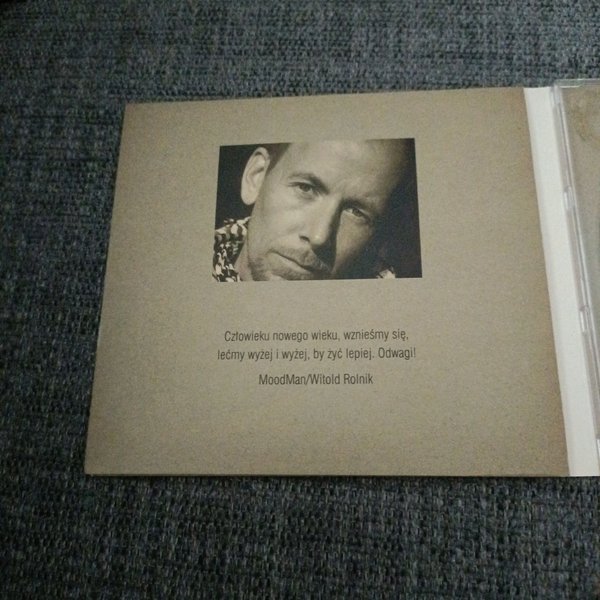 Człowieku nowego wieku, wznieśmy się,
lećmy wyżej i wyżej, by żyć lepiej. Odwagi!
MoodMan/Witold Rolnik